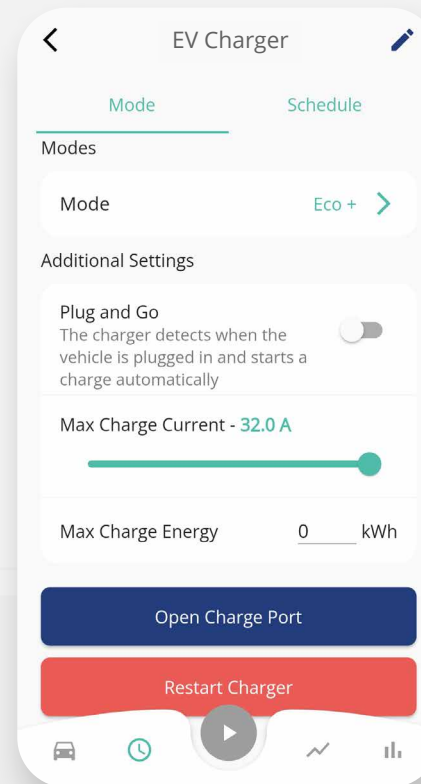 EV Charger
Mode Schedule
Modes
Mode Eco +
Additional Settings
Plug and Go
The charger detects when the
vehicle is plugged in and starts a
charge automatically
Max Charge Current - 32.0 A
Max Charge Energy 0 kWh
Open Charge Port
Restart Charger